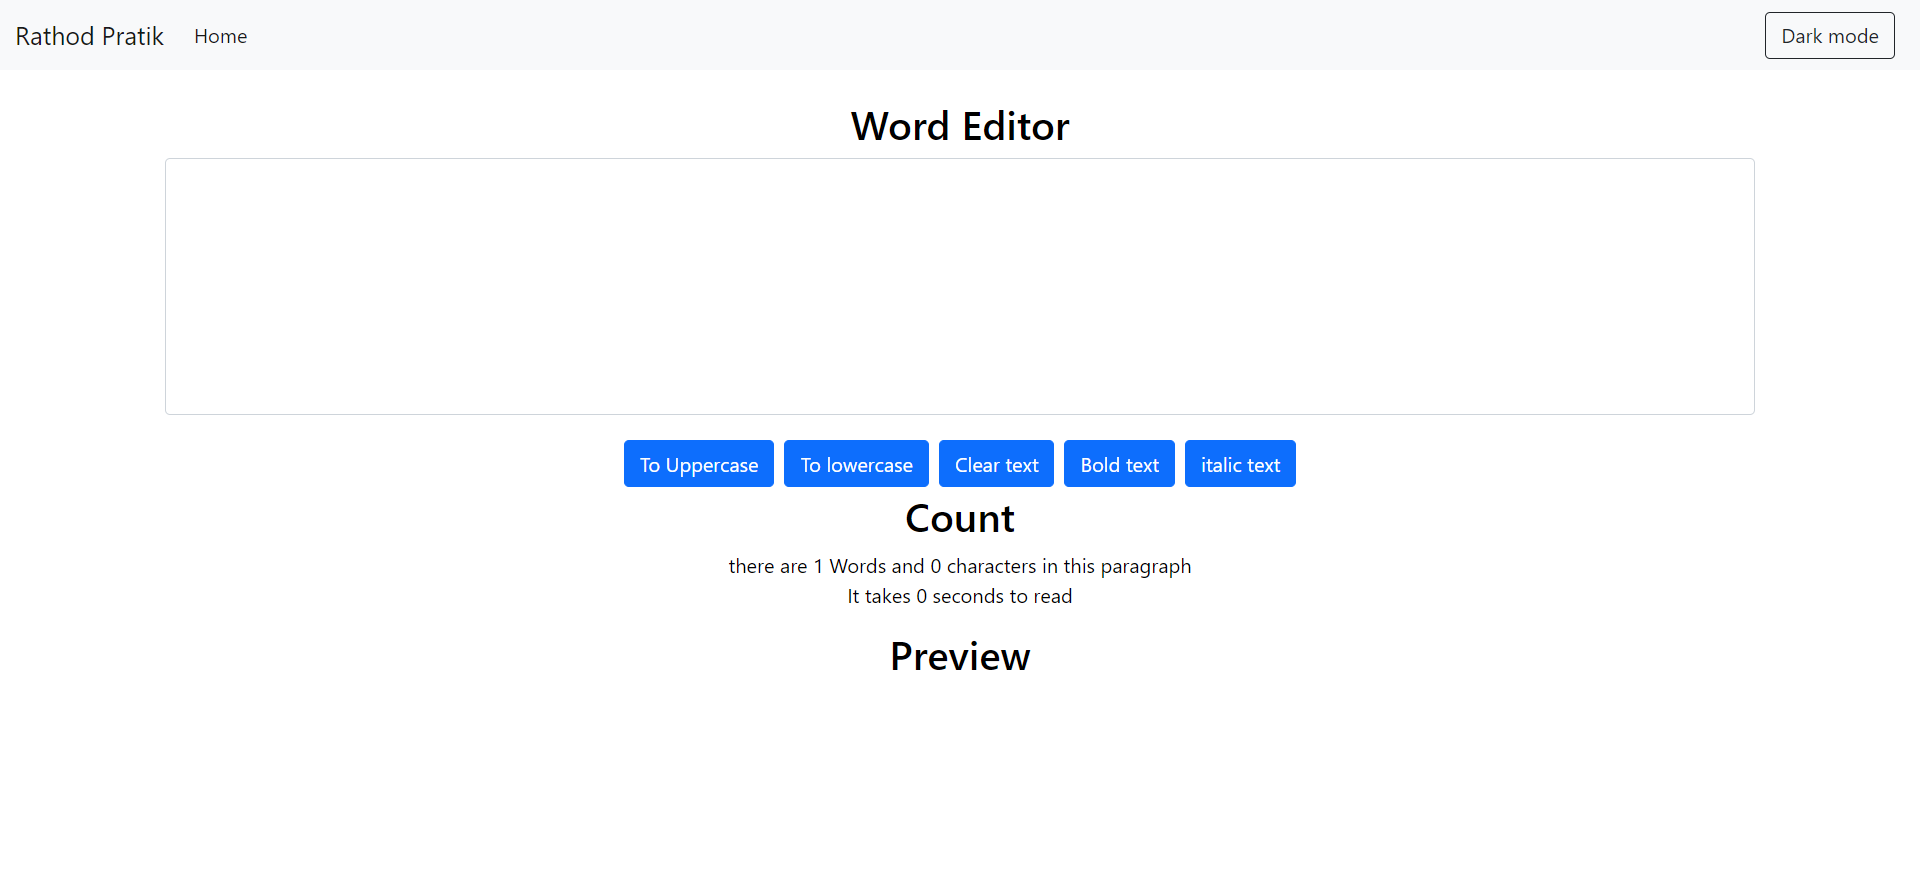 Rathod Pratik Home Dark mode
Word Editor
To Uppercase To lowercase Clear text Bold text italic text
Count
there are 1 Words and 0 characters in this paragraph
It takes 0 seconds to read
Preview